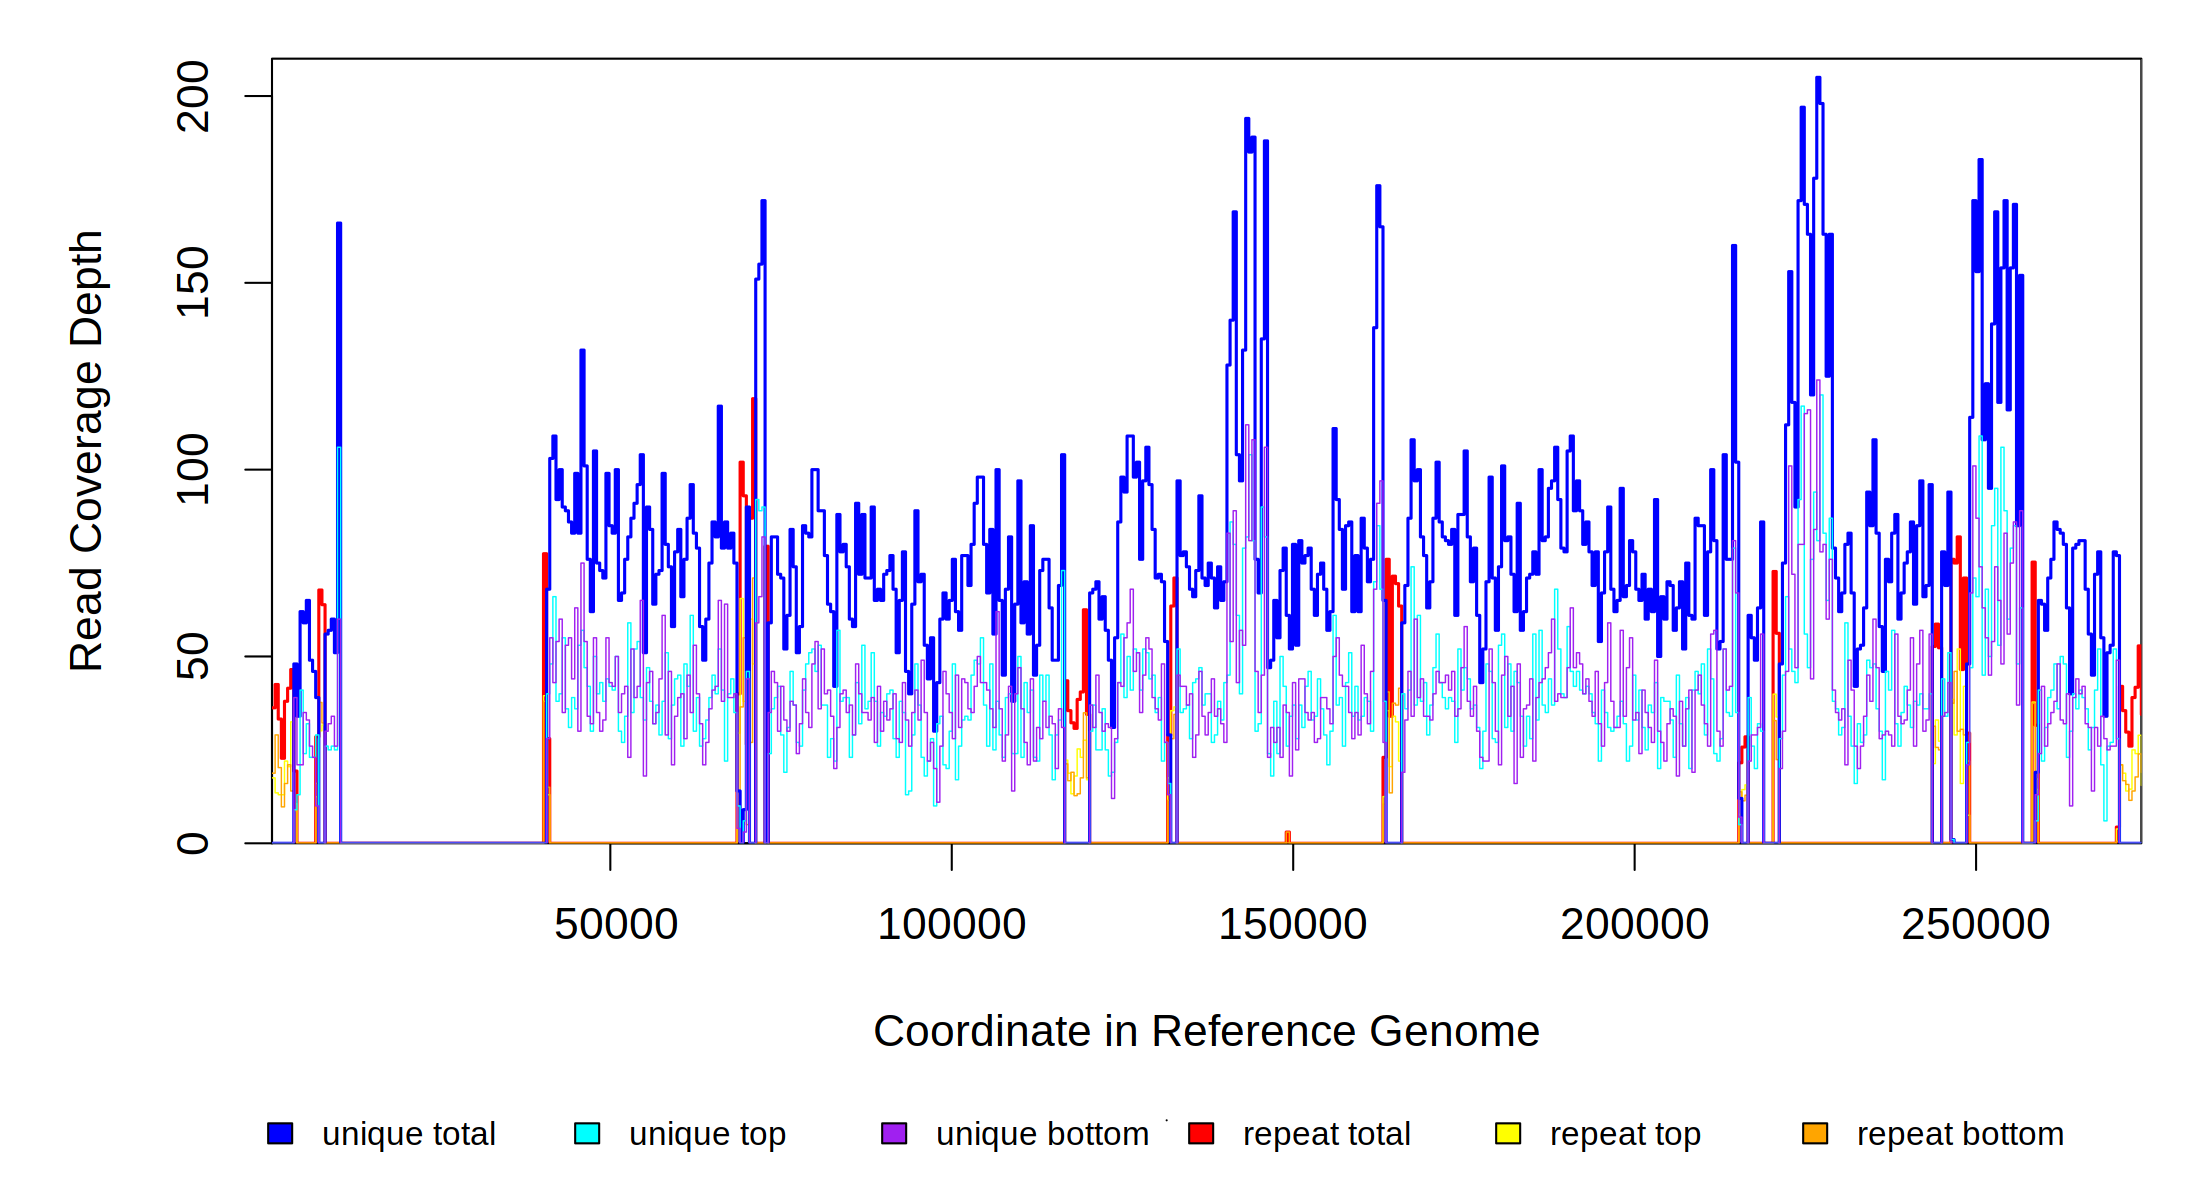 200
150
100
50
0
Read Coverage Depth
50000 100000 150000 200000 250000
Coordinate in Reference Genome
unique total unique top unique bottom repeat total repeat top repeat bottom